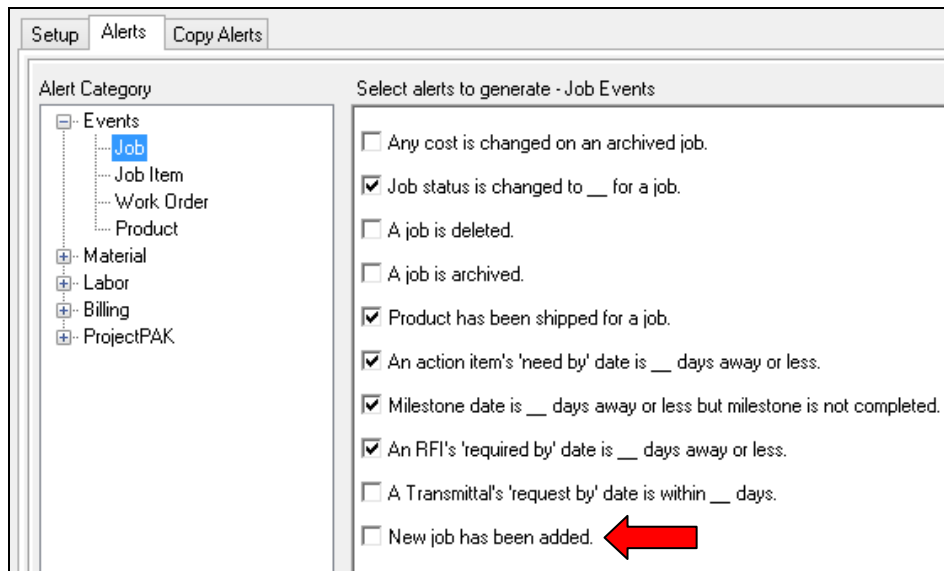 Setup Alerts Copy Alerts
Alert Category
Events
Job
Job Item
Work Order
Product
Material
Labor
Billing
ProjectPAK
Select alerts to generate - Job Events
Any cost is changed on an archived job.
Job status is changed to __ for a job.
A job is deleted.
A job is archived.
Product has been shipped for a job.
An action item's 'need by' date is __ days away or less.
Milestone date is __ days away or less but milestone is not completed.
An RFI's 'required by' date is __ days away or less.
A Transmittal's 'request by' date is within __ days.
New job has been added.